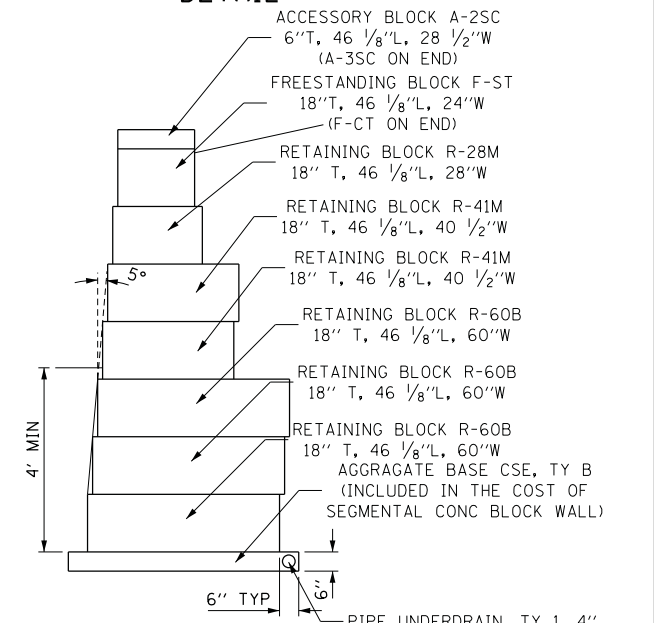 DETAIL
ACCESSORY BLOCK A-2SC
6"T, 46 1/8"L, 28 1/2"W
(A-3SC ON END)
FREESTANDING BLOCK F-ST
18"T, 46 1/8"L, 24"W
(F-CT ON END)
RETAINING BLOCK R-28M
18" T, 46 1/8"L, 28"W
RETAINING BLOCK R-41M
18" T, 46 1/8"L, 40 1/2"W
5°
RETAINING BLOCK R-41M
18" T, 46 1/8"L, 40 1/2"W
RETAINING BLOCK R-60B
18" T, 46 1/8"L, 60"W
RETAINING BLOCK R-60B
18" T, 46 1/8"L, 60"W
4' MIN
RETAINING BLOCK R-60B
18" T, 46 1/8"L, 60"W
AGGRAGATE BASE CSE, TY B
(INCLUDED IN THE COST OF
SEGMENTAL CONC BLOCK WALL)
6" TYP
6"
PIPE UNDERDRAIN, TY 1, 4"